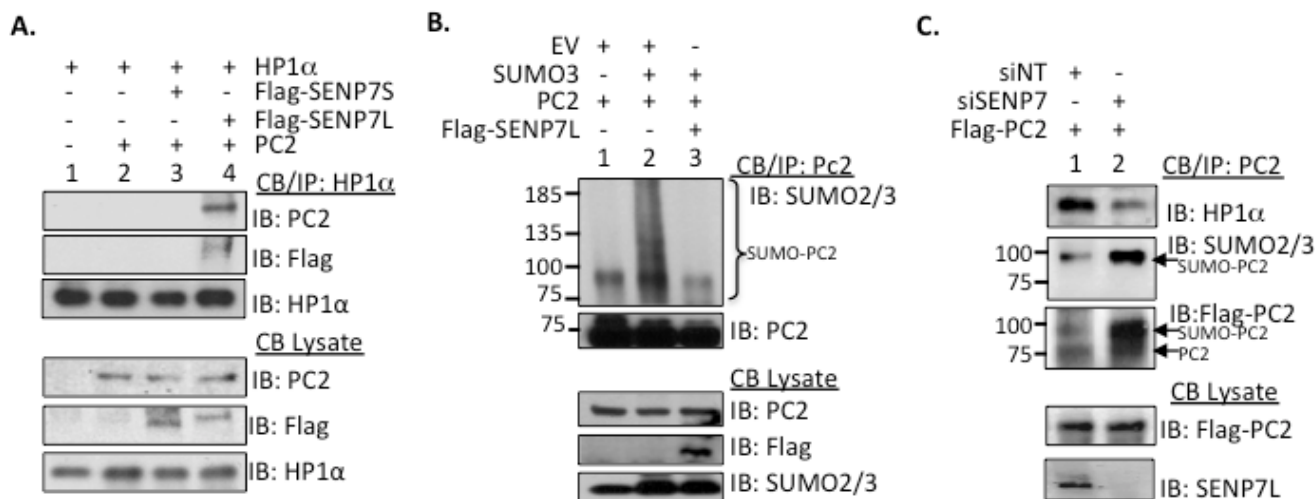 A.
+ + + + HP1α
- - + - Flag-SENP7S
- - - + Flag-SENP7L
- + + + PC2
1 2 3 4 CB/IP: HP1α
IB: PC2
IB: Flag
IB: HP1α
CB Lysate
IB: PC2
IB: Flag
IB: HP1α
B.
EV + + -
SUMO3 - + +
PC2 + + +
Flag-SENP7L - - +
1 2 3 CB/IP: Pc2
185 IB: SUMO2/3
135
SUMO-PC2
100
75
75 IB: PC2
CB Lysate
IB: PC2
IB: Flag
IB: SUMO2/3
C.
siNT + -
siSENP7 - +
Flag-PC2 + +
1 2 CB/IP: PC2
IB: HP1α
IB: SUMO2/3
100 SUMO-PC2
75
IB:Flag-PC2
100 SUMO-PC2
75 PC2
CB Lysate
IB: Flag-PC2
IB: SENP7L